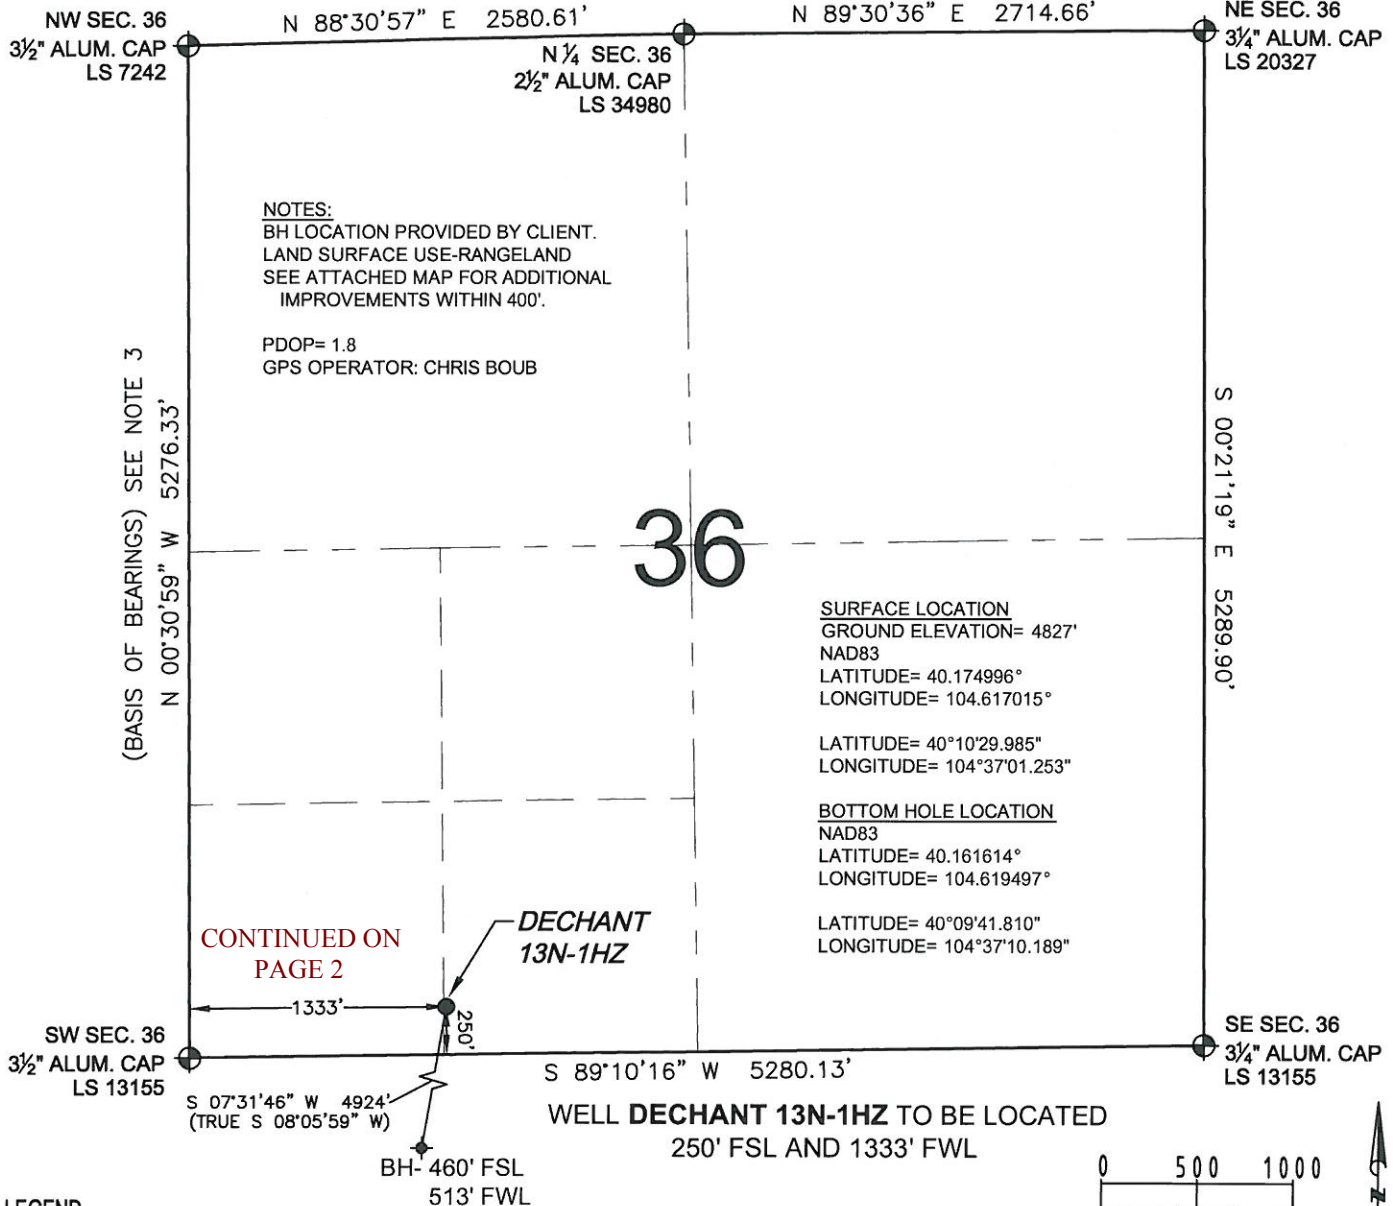 NW SEC. 36
3½" ALUM. CAP
LS 7242
N 88°30'57" E 2580.61'
N ¼ SEC. 36
2½" ALUM. CAP
LS 34980
N 89°30'36" E 2714.66'
NE SEC. 36
3¼" ALUM. CAP
LS 20327
NOTES:
BH LOCATION PROVIDED BY CLIENT.
LAND SURFACE USE-RANGELAND
SEE ATTACHED MAP FOR ADDITIONAL
IMPROVEMENTS WITHIN 400'.
PDOP= 1.8
GPS OPERATOR: CHRIS BOUB
(BASIS OF BEARINGS) SEE NOTE 3
N 00°30'59" W 5276.33'
S 00°21'19" E 5289.90'
36
SURFACE LOCATION
GROUND ELEVATION= 4827'
NAD83
LATITUDE= 40.174996°
LONGITUDE= 104.617015°
LATITUDE= 40°10'29.985"
LONGITUDE= 104°37'01.253"
BOTTOM HOLE LOCATION
NAD83
LATITUDE= 40.161614°
LONGITUDE= 104.619497°
LATITUDE= 40°09'41.810"
LONGITUDE= 104°37'10.189"
DECHANT
13N-1HZ
CONTINUED ON
PAGE 2
1333'
250'
SW SEC. 36
3½" ALUM. CAP
LS 13155
S 89°10'16" W 5280.13'
SE SEC. 36
3¼" ALUM. CAP
LS 13155
S 07°31'46" W 4924'
(TRUE S 08°05'59" W)
WELL DECHANT 13N-1HZ TO BE LOCATED
250' FSL AND 1333' FWL
BH- 460' FSL
513' FWL
0 500 1000
N
LEGEND